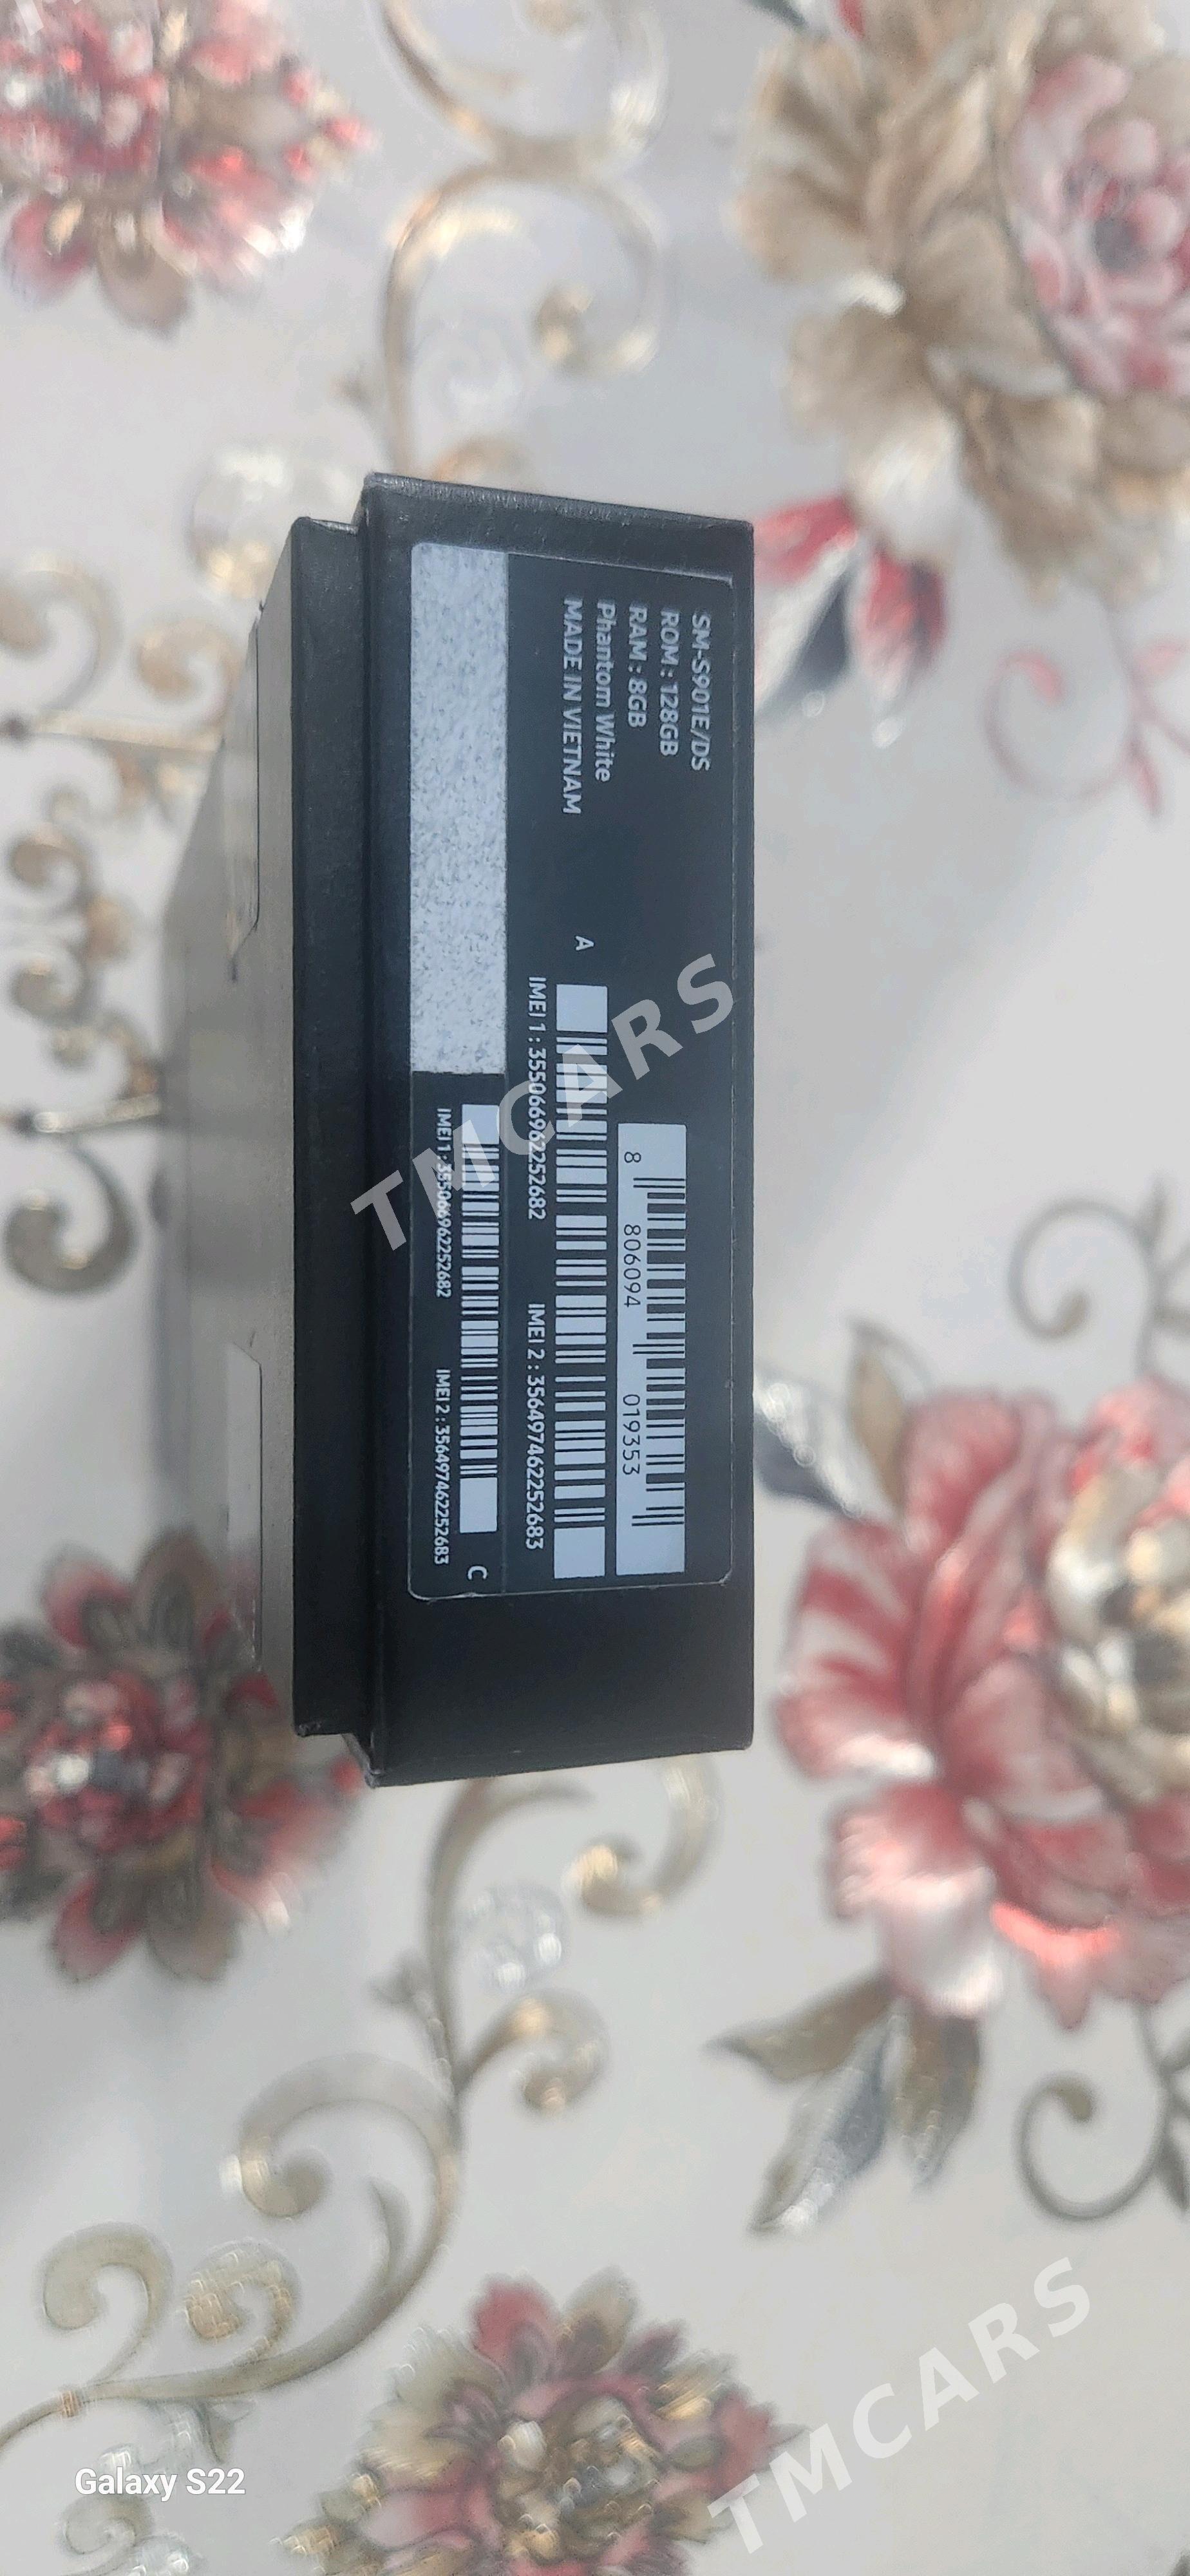 SM-S901E/DS
ROM : 128GB
RAM : 8GB
Phantom White
MADE IN VIETNAM
8 806094 019353
A
IMEI 1 : 355066962252682 IMEI 2 : 356497462252683
C
IMEI 1 : 355066962252682 IMEI 2 : 356497462252683
TMCARS
TMCARS
Galaxy S22